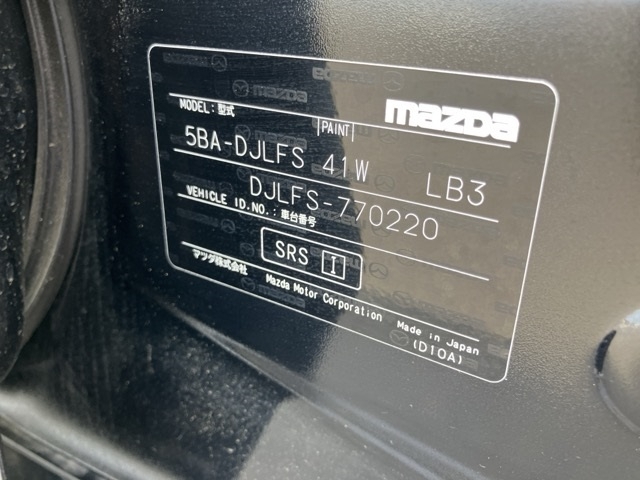 mazda
MODEL:型式 PAINT
5BA-DJLFS 41W LB3
DJLFS-770220
VEHICLE ID.NO.:車台番号
SRS I
マツダ株式会社 Mazda Motor Corporation Made in Japan
(D10A)